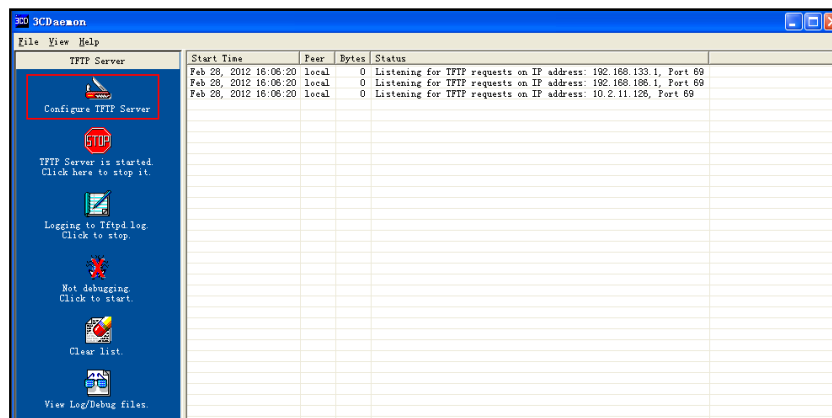 3CD 3CDaemon
File View Help
TFTP Server
Configure TFTP Server
STOP
TFTP Server is started.
Click here to stop it.
Logging to Tftpd.log.
Click to stop.
Not debugging.
Click to start.
Clear list.
View Log/Debug files.
Start Time Peer Bytes Status
Feb 28, 2012 16:06:20 local 0 Listening for TFTP requests on IP address: 192.168.133.1, Port 69
Feb 28, 2012 16:06:20 local 0 Listening for TFTP requests on IP address: 192.168.186.1, Port 69
Feb 28, 2012 16:06:20 local 0 Listening for TFTP requests on IP address: 10.2.11.126, Port 69